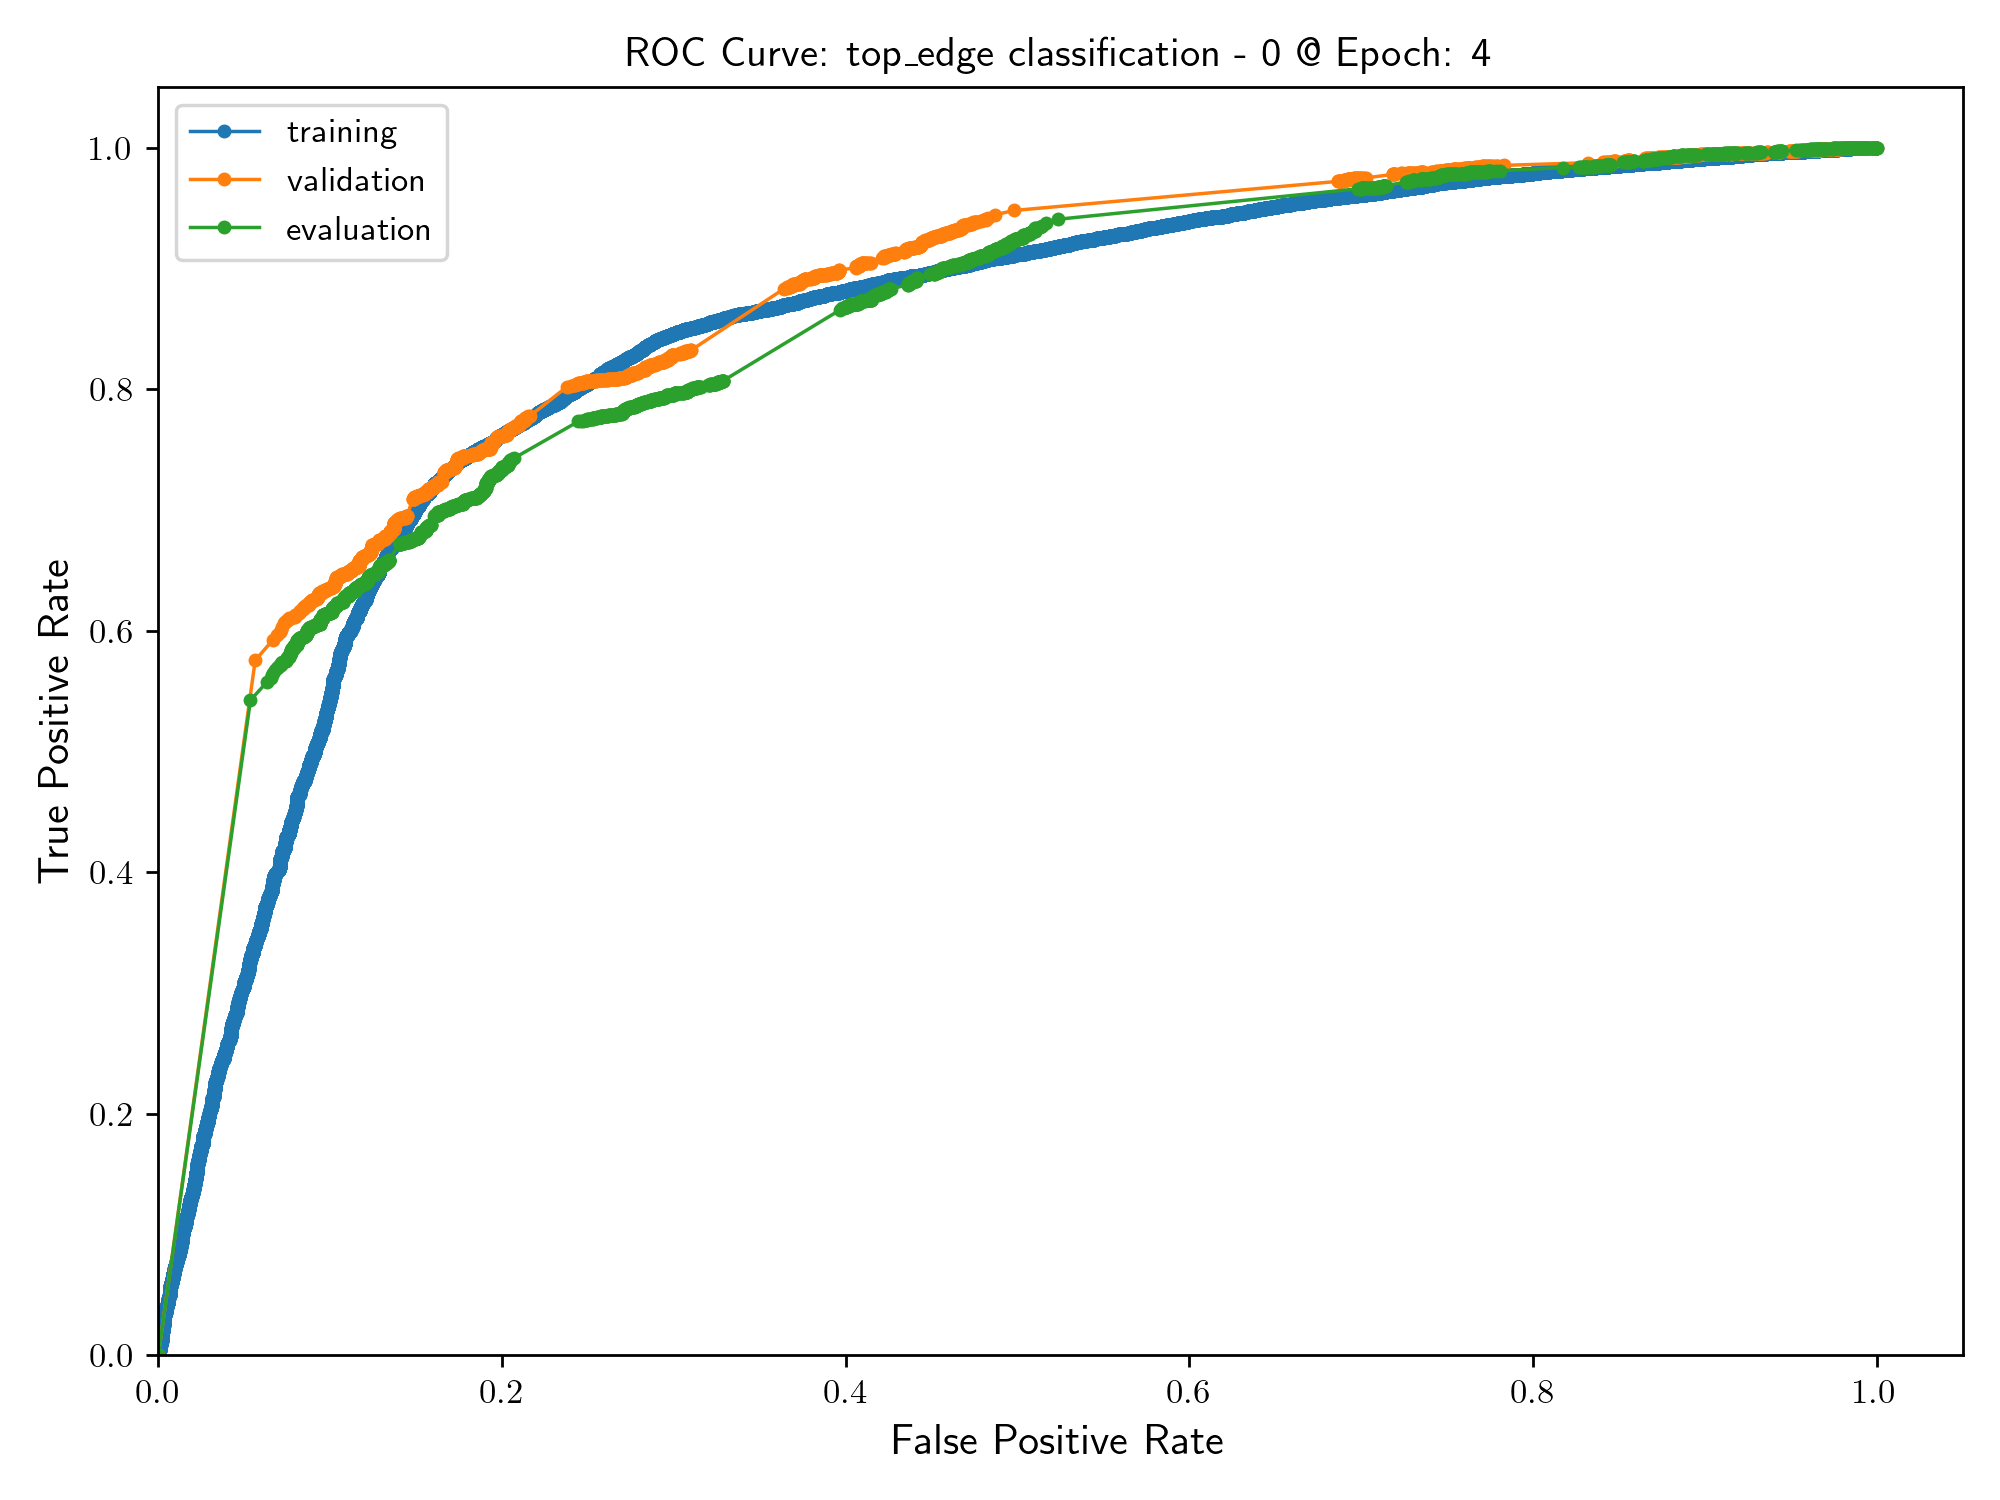 ROC Curve: top_edge classification - 0 @ Epoch: 4
training
validation
evaluation
True Positive Rate
1.0
0.8
0.6
0.4
0.2
0.0
0.0 0.2 0.4 0.6 0.8 1.0
False Positive Rate